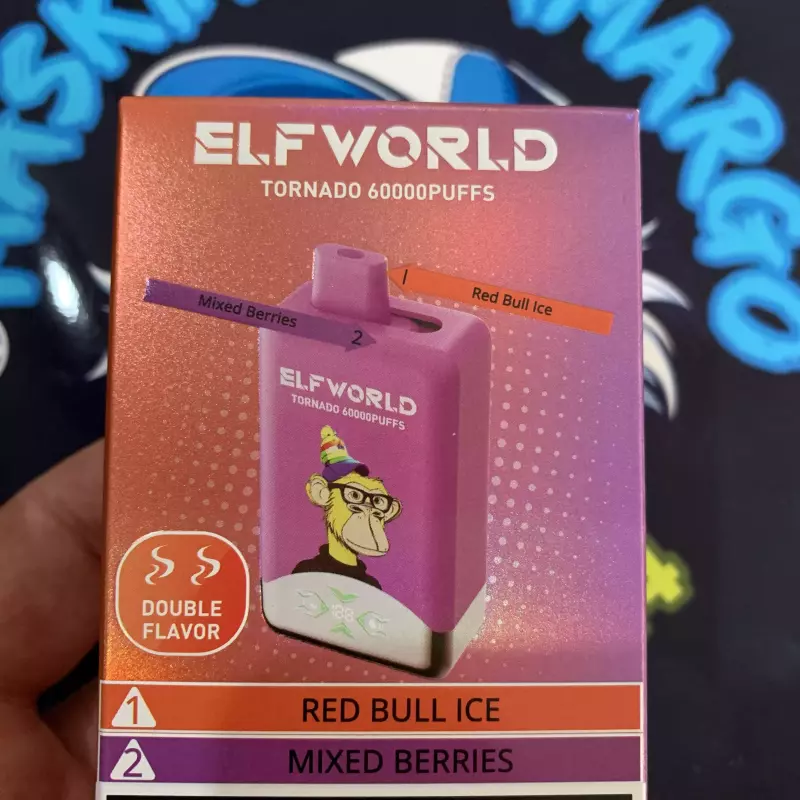 ELFWORLD
TORNADO 60000PUFFS
1 Red Bull Ice
Mixed Berries 2
ELFWORLD
TORNADO 60000PUFFS
88
DOUBLE
FLAVOR
1 RED BULL ICE
2 MIXED BERRIES